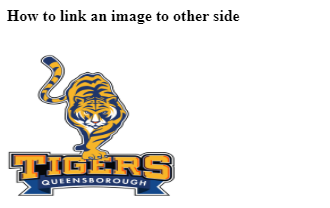 How to link an image to other side
TIGERS
QUEENSBOROUGH